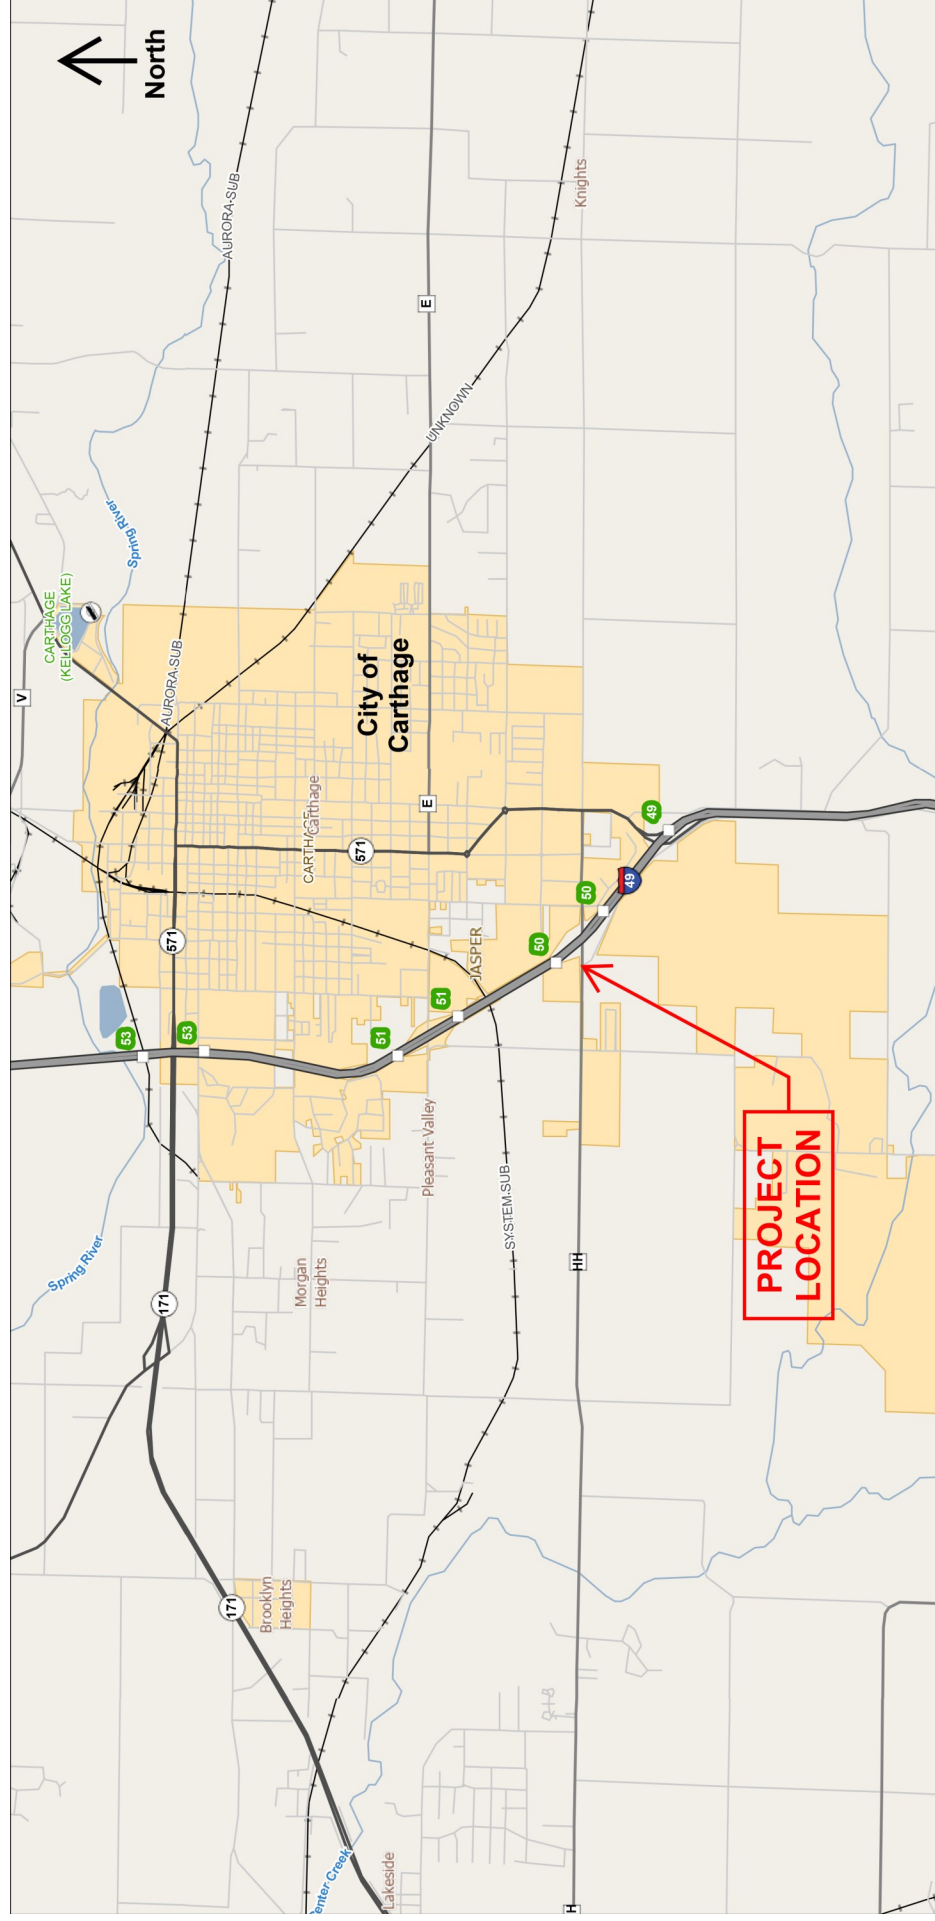 North
V
CARTHAGE
(KELLOGG LAKE)
Spring River
Spring River
AURORA-SUB
AURORA-SUB
53
53
571
171
171
Brooklyn
Heights
Morgan
Heights
CARTHAGE
Carthage
571
City of
Carthage
Lakeside
51
51
Pleasant Valley
E
E
UNKNOWN
JASPER
SYSTEM-SUB
50
50
HH
H
Knights
49
49
PROJECT
LOCATION